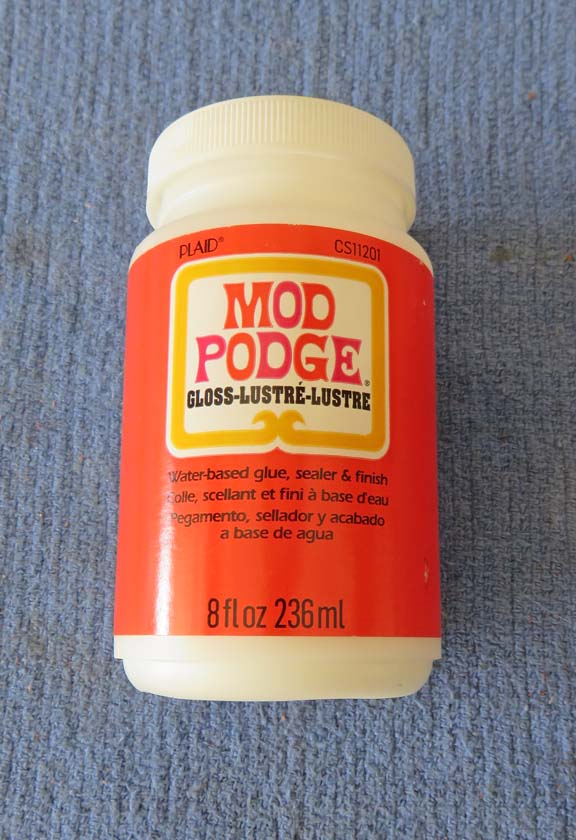 PLAID® CS11201
MOD
PODGE®
GLOSS-LUSTRÉ-LUSTRE
Water-based glue, sealer & finish
Colle, scellant et fini à base d'eau
Pegamento, sellador y acabado
a base de agua
8 fl oz 236 ml